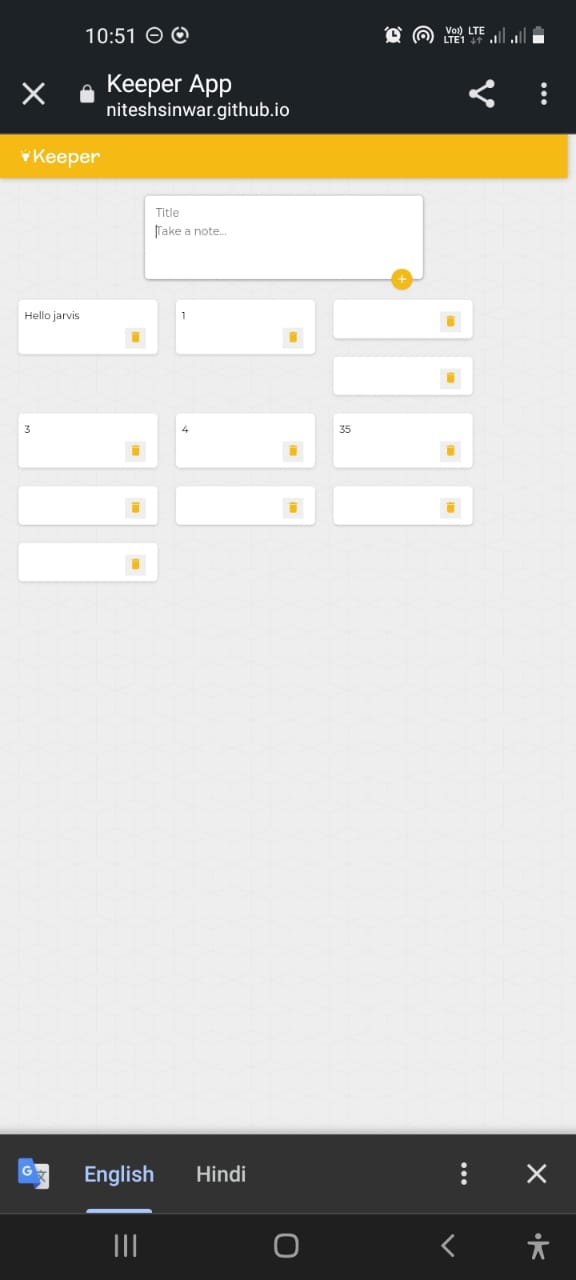 10:51
Vo)) LTE
LTE1
Keeper App
niteshsinwar.github.io
Keeper
Title
Take a note...
+
Hello jarvis
1
3
4
35
English
Hindi